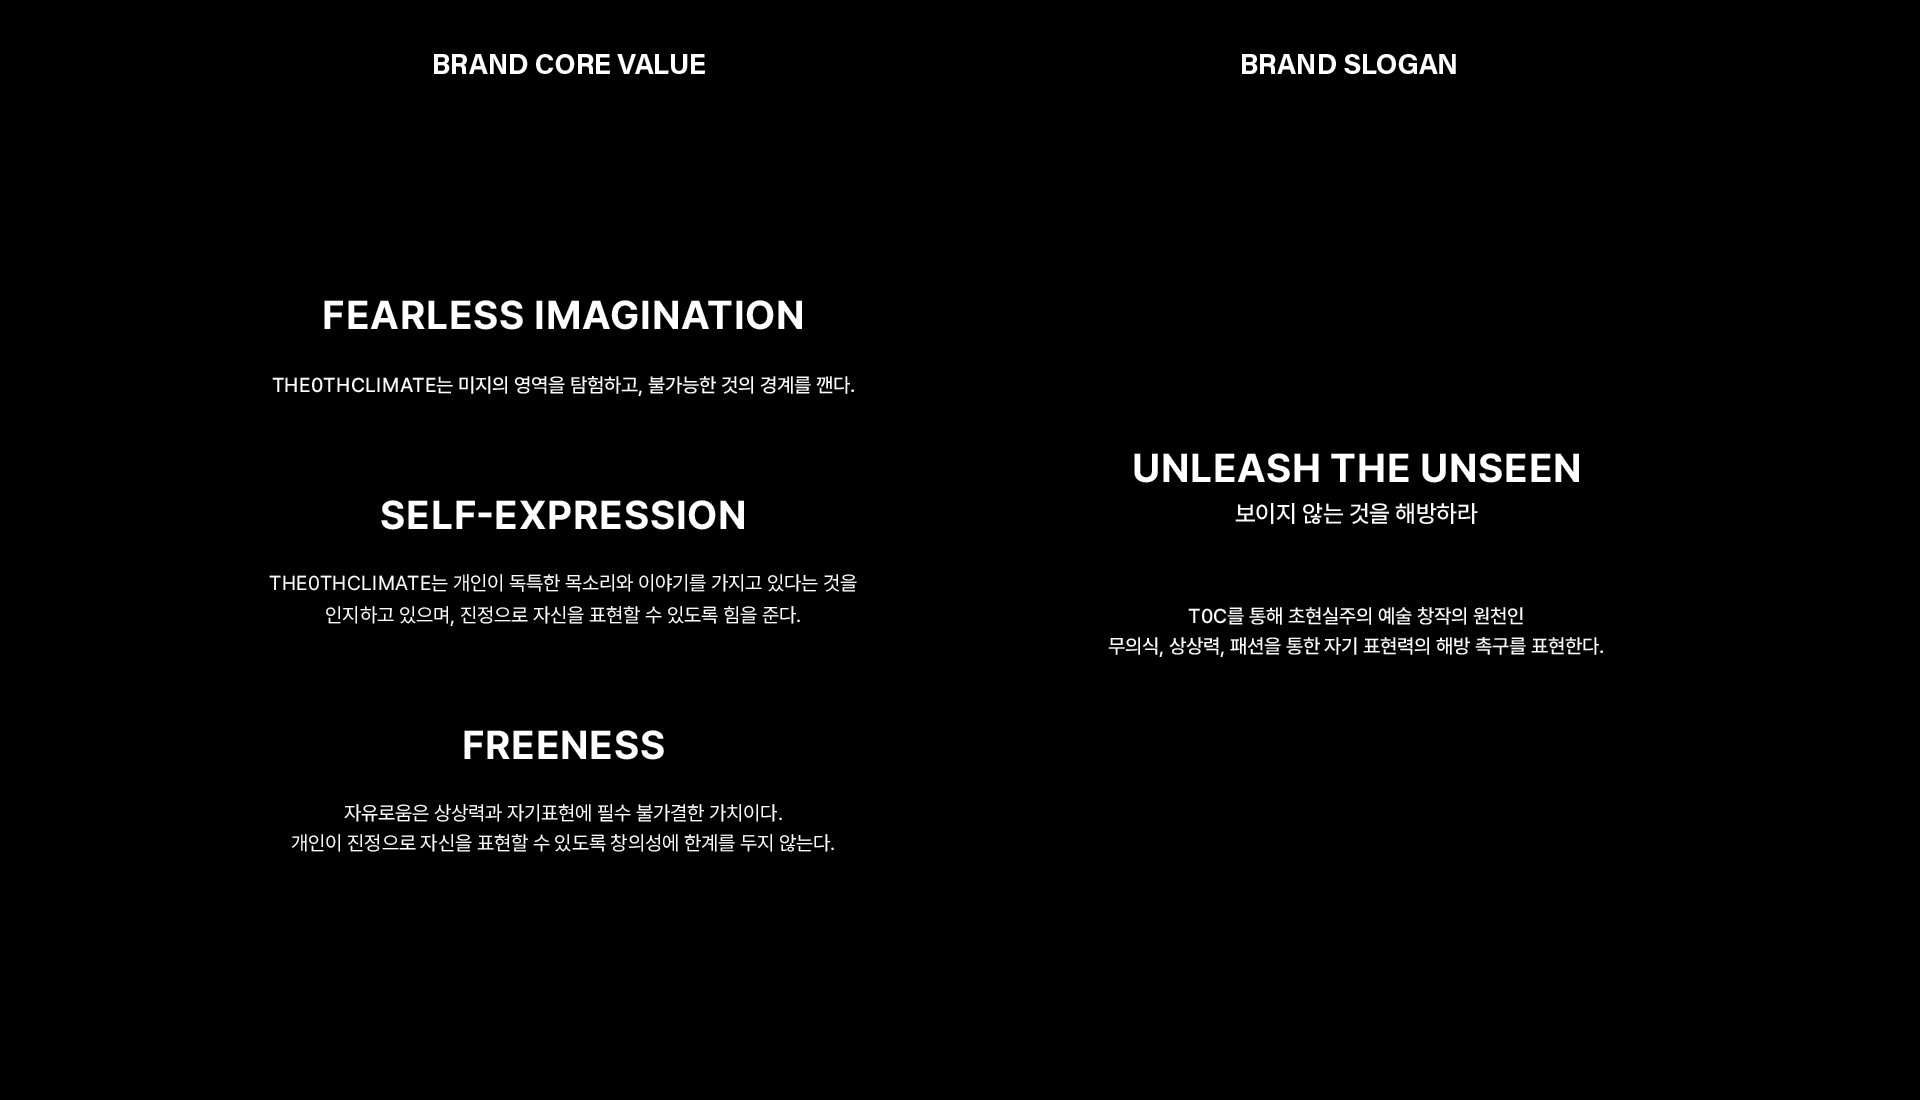 BRAND CORE VALUE
FEARLESS IMAGINATION
THE0THCLIMATE는 미지의 영역을 탐험하고, 불가능한 것의 경계를 깬다.
SELF-EXPRESSION
THE0THCLIMATE는 개인이 독특한 목소리와 이야기를 가지고 있다는 것을
인지하고 있으며, 진정으로 자신을 표현할 수 있도록 힘을 준다.
FREENESS
자유로움은 상상력과 자기표현에 필수 불가결한 가치이다.
개인이 진정으로 자신을 표현할 수 있도록 창의성에 한계를 두지 않는다.
BRAND SLOGAN
UNLEASH THE UNSEEN
보이지 않는 것을 해방하라
T0C를 통해 초현실주의 예술 창작의 원천인
무의식, 상상력, 패션을 통한 자기 표현력의 해방 촉구를 표현한다.